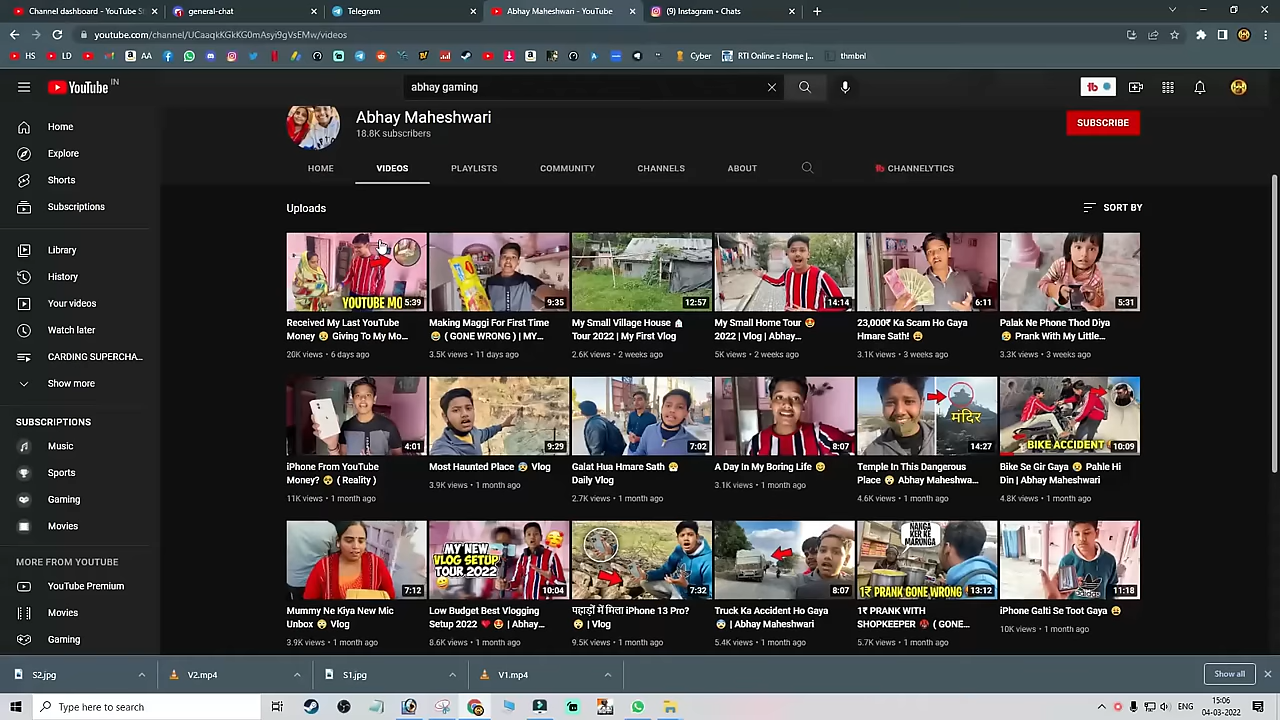 Channel dashboard - YouTube St
general-chat
Telegram
Abhay Maheshwari - YouTube
(9) Instagram • Chats
youtube.com/channel/UCaaqkKGkKG0mAsyi9gVsEMw/videos
HS
LD
AA
Cyber
RTI Online :: Home |...
thmbnl
YouTube IN
abhay gaming
tb
Abhay Maheshwari
18.8K subscribers
SUBSCRIBE
HOME
VIDEOS
PLAYLISTS
COMMUNITY
CHANNELS
ABOUT
CHANNELYTICS
Home
Explore
Shorts
Subscriptions
Library
History
Your videos
Watch later
CARDING SUPERCHA...
Show more
SUBSCRIPTIONS
Music
Sports
Gaming
Movies
MORE FROM YOUTUBE
YouTube Premium
Movies
Gaming
Uploads
SORT BY
YOUTUBE MO
5:39
9:35
12:57
14:14
6:11
5:31
Received My Last YouTube
Money 😢 Giving To My Mo...
20K views • 6 days ago
Making Maggi For First Time
😅 ( GONE WRONG ) | MY...
3.5K views • 11 days ago
My Small Village House 🏠
Tour 2022 | My First Vlog
2.6K views • 2 weeks ago
My Small Home Tour 😍
2022 | Vlog | Abhay...
5K views • 2 weeks ago
23,000₹ Ka Scam Ho Gaya
Hmare Sath! 😩
3.1K views • 3 weeks ago
Palak Ne Phone Thod Diya
😢 Prank With My Little...
3.3K views • 3 weeks ago
4:01
9:29
7:02
8:07
मंदिर
14:27
BIKE ACCIDENT
10:09
iPhone From YouTube
Money? 😯 ( Reality )
11K views • 1 month ago
Most Haunted Place 😰 Vlog
3.9K views • 1 month ago
Galat Hua Hmare Sath 😤
Daily Vlog
2.7K views • 1 month ago
A Day In My Boring Life 😊
3.1K views • 1 month ago
Temple In This Dangerous
Place 😯 Abhay Maheshwa...
4.6K views • 1 month ago
Bike Se Gir Gaya 😢 Pahle Hi
Din | Abhay Maheshwari
4.8K views • 1 month ago
7:12
MY NEW
VLOG SETUP
TOUR 2022
10:04
7:32
8:07
NANGA
KER KE
MARUNGA
1₹ PRANK GONE WRONG
13:12
11:18
Mummy Ne Kiya New Mic
Unbox 😯 Vlog
3.9K views • 1 month ago
Low Budget Best Vlogging
Setup 2022 ❤️ 😍 | Abhay...
8.6K views • 1 month ago
पहाड़ों में मिला iPhone 13 Pro?
😯 | Vlog
9.5K views • 1 month ago
Truck Ka Accident Ho Gaya
😨 | Abhay Maheshwari
5.4K views • 1 month ago
1₹ PRANK WITH
SHOPKEEPER 👹 ( GONE...
5.7K views • 1 month ago
iPhone Galti Se Toot Gaya 😩
10K views • 1 month ago
S2.jpg
V2.mp4
S1.jpg
V1.mp4
Show all
Type here to search
ENG
15:06
04-03-2022